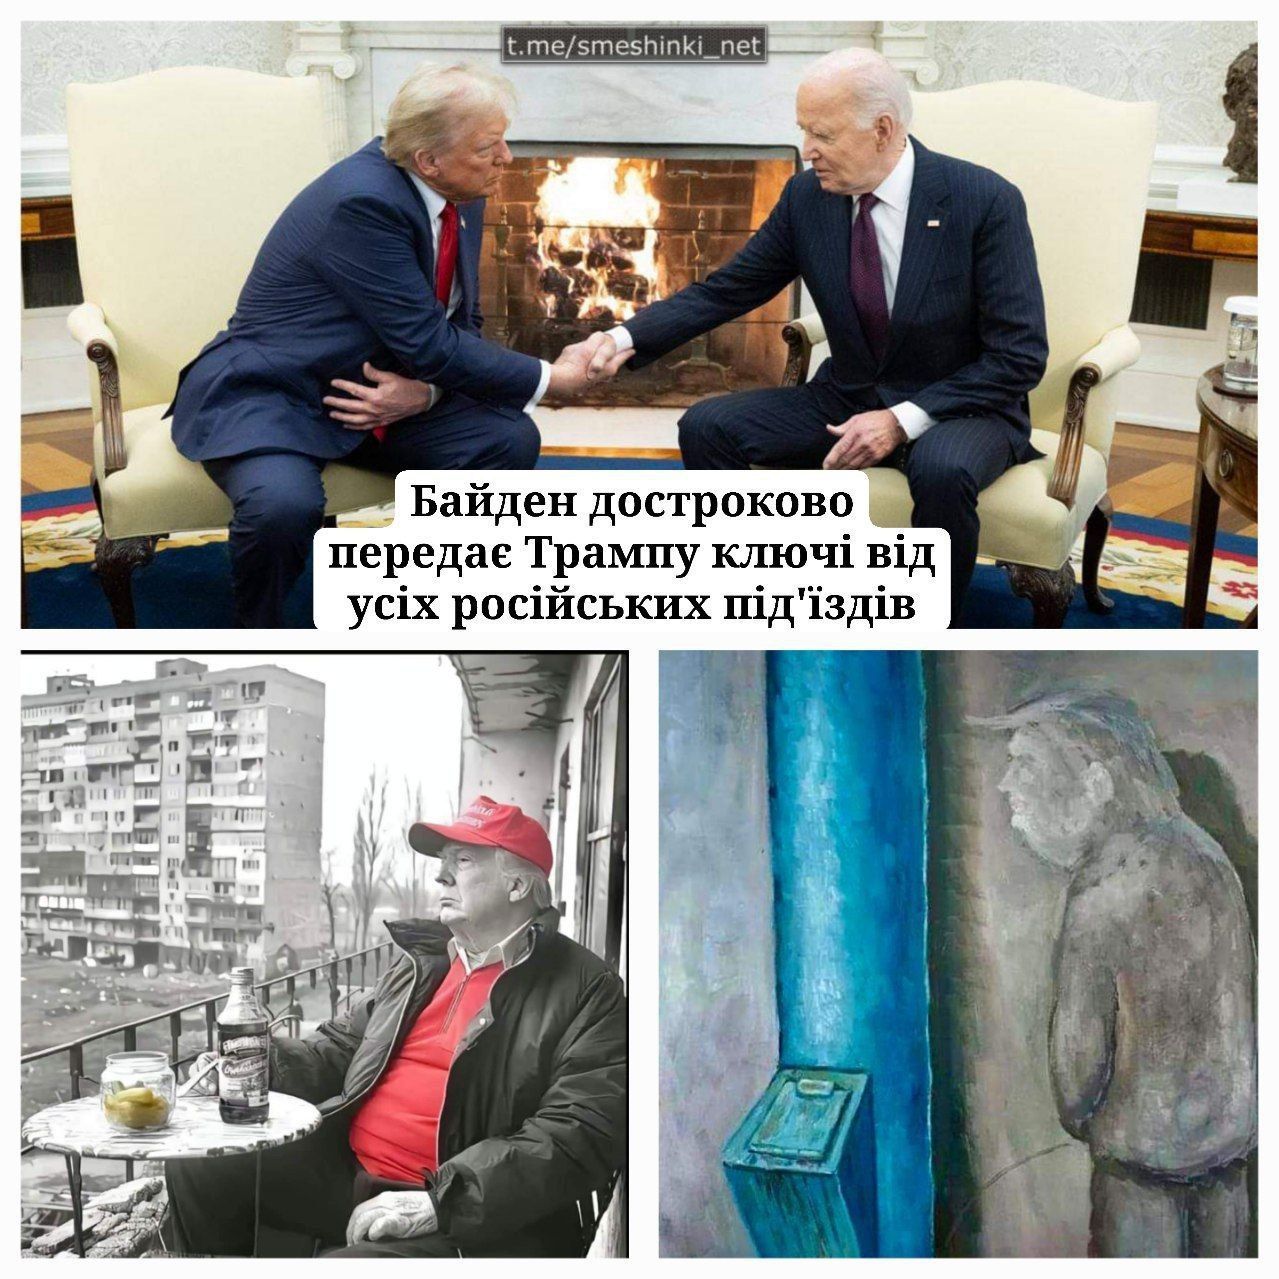 t.me/smeshinki_net
Байден достроково
передає Трампу ключі від
усіх російських під'їздів